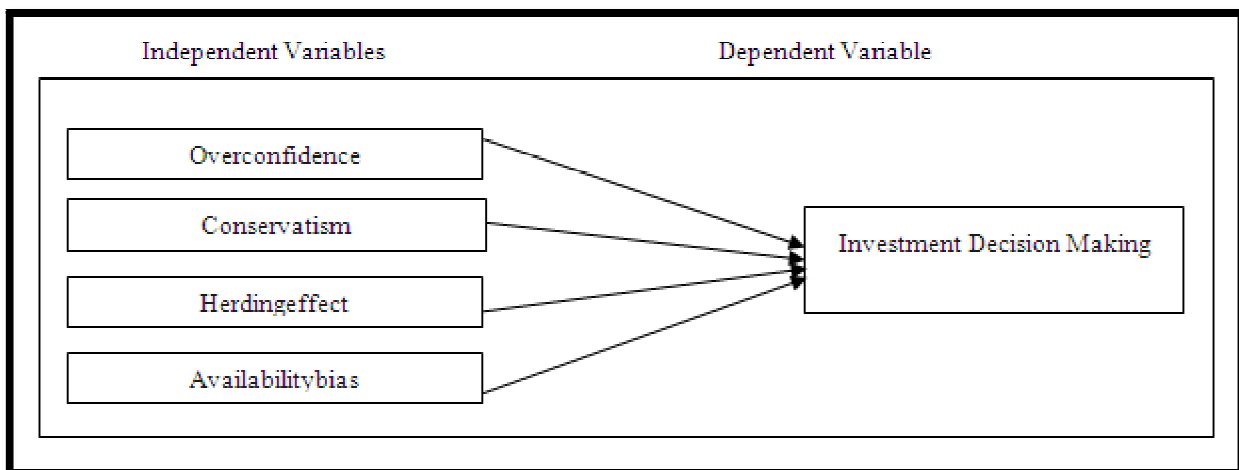 Independent Variables
Dependent Variable
Overconfidence
Conservatism
Herdingeffect
Availabilitybias
Investment Decision Making